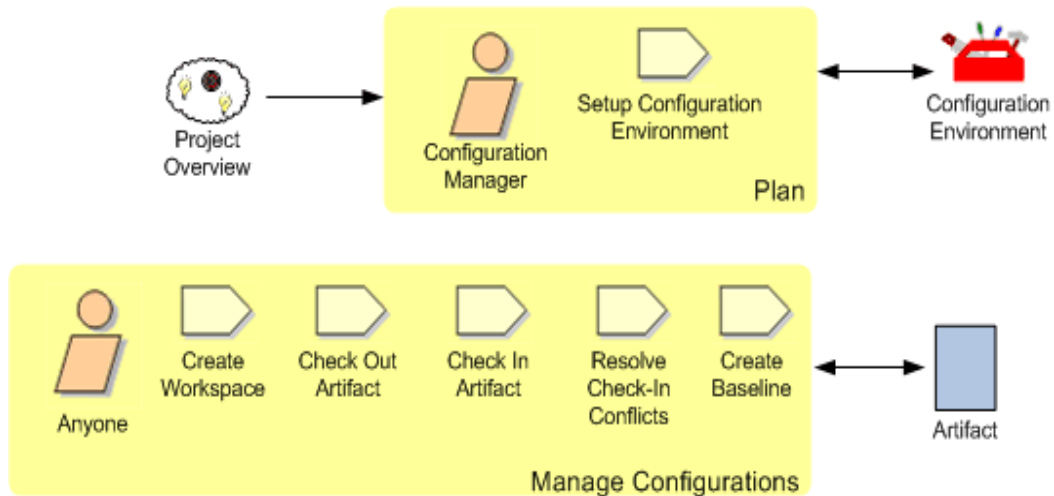 Project
Overview
Configuration
Manager
Setup Configuration
Environment
Plan
Configuration
Environment
Anyone
Create
Workspace
Check Out
Artifact
Check In
Artifact
Resolve
Check-In
Conflicts
Create
Baseline
Manage Configurations
Artifact